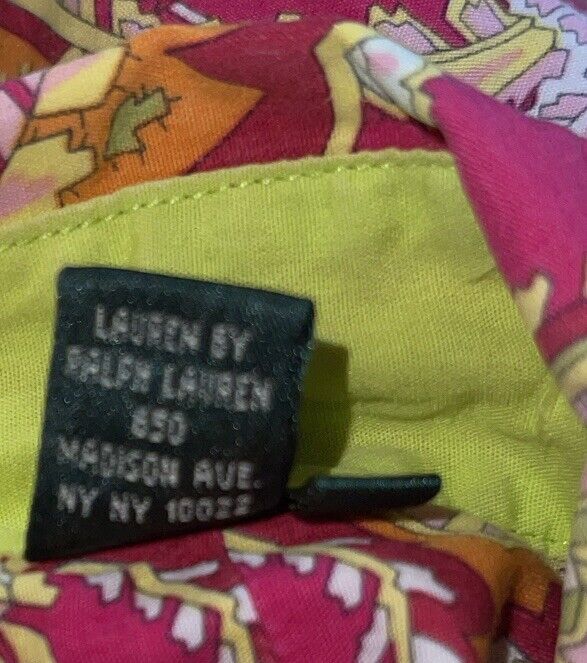 LAUREN BY
RALPH LAUREN
650
MADISON AVE.
NY NY 10022